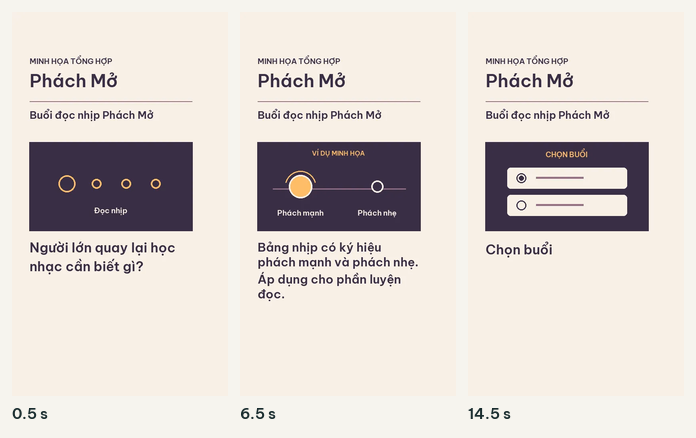 MINH HỌA TỔNG HỢP
Phách Mở
Buổi đọc nhịp Phách Mở
Đọc nhịp
Người lớn quay lại học
nhạc cần biết gì?
0.5 s
MINH HỌA TỔNG HỢP
Phách Mở
Buổi đọc nhịp Phách Mở
VÍ DỤ MINH HỌA
Phách mạnh
Phách nhẹ
Bảng nhịp có ký hiệu
phách mạnh và phách nhẹ.
Áp dụng cho phần luyện
đọc.
6.5 s
MINH HỌA TỔNG HỢP
Phách Mở
Buổi đọc nhịp Phách Mở
CHỌN BUỔI
Chọn buổi
14.5 s